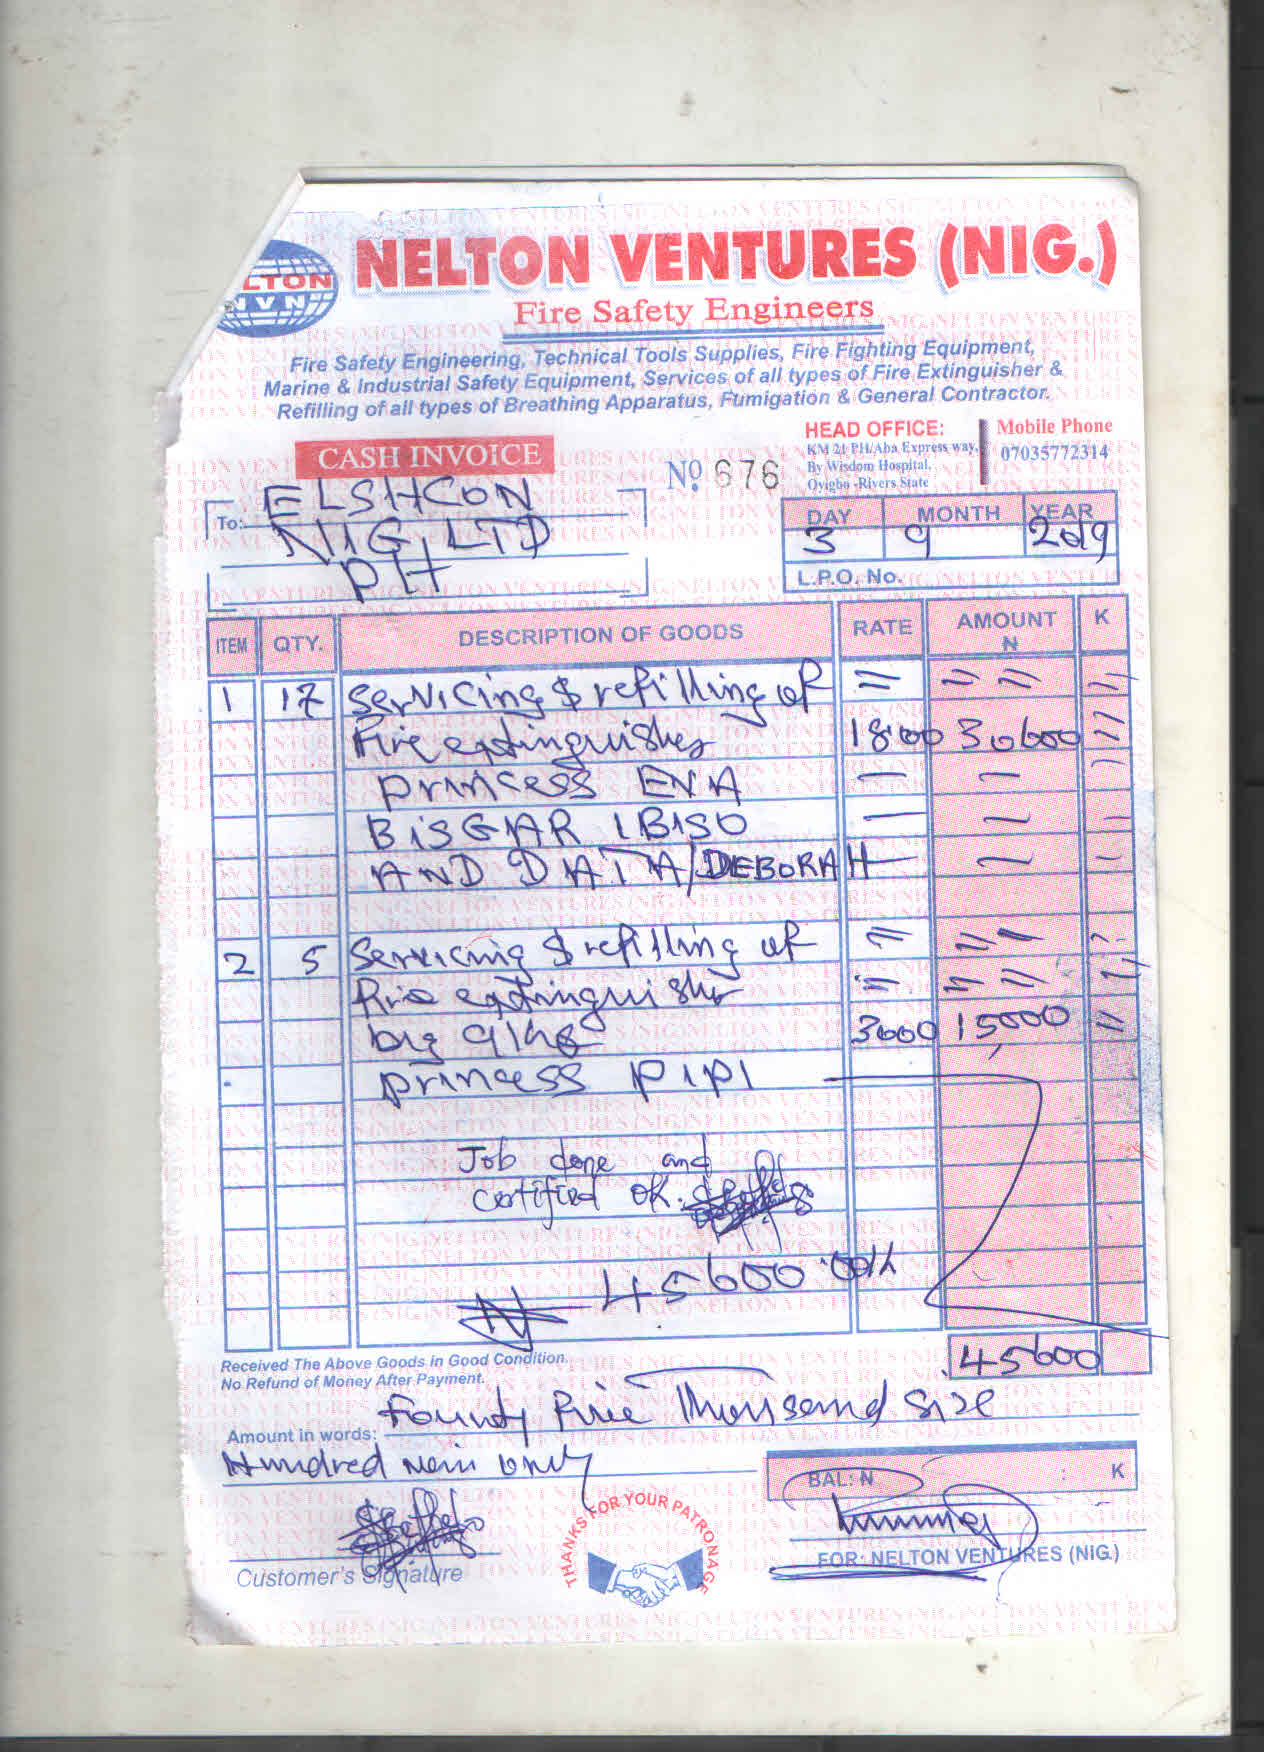 LTON
NVN
NELTON VENTURES (NIG.)
Fire Safety Engineers
Fire Safety Engineering, Technical Tools Supplies, Fire Fighting Equipment,
Marine & Industrial Safety Equipment, Services of all types of Fire Extinguisher &
Refilling of all types of Breathing Apparatus, Fumigation & General Contractor.
CASH INVOICE
No 676
HEAD OFFICE:
KM 21 PH/Aba Express way,
By Wisdom Hospital,
Oyigbo -Rivers State
Mobile Phone
07035772314
To: ELSHCON
NIG LTD
PH
DAY MONTH YEAR
3 9 2019
L.P.O. No.
ITEM QTY. DESCRIPTION OF GOODS RATE AMOUNT N K
1 17 Servicing & refilling of = = = =
Fire extinguisher 1800 30600 =
Princess ENA — — —
BISGAR IBISO — — —
AND DATA/DEBORAH — — —
2 5 Servicing & refilling of = = = =
fire extinguisher = = = =
big 9kg 3000 15000 =
princess PIPI
Job done and
certified ok.
N 45600.00k
45600
Received The Above Goods in Good Condition.
No Refund of Money After Payment.
Amount in words: Fourty five Thousand Six
Hundred only
BAL: N : K
THANKS FOR YOUR PATRONAGE
Customer's Signature
FOR: NELTON VENTURES (NIG.)